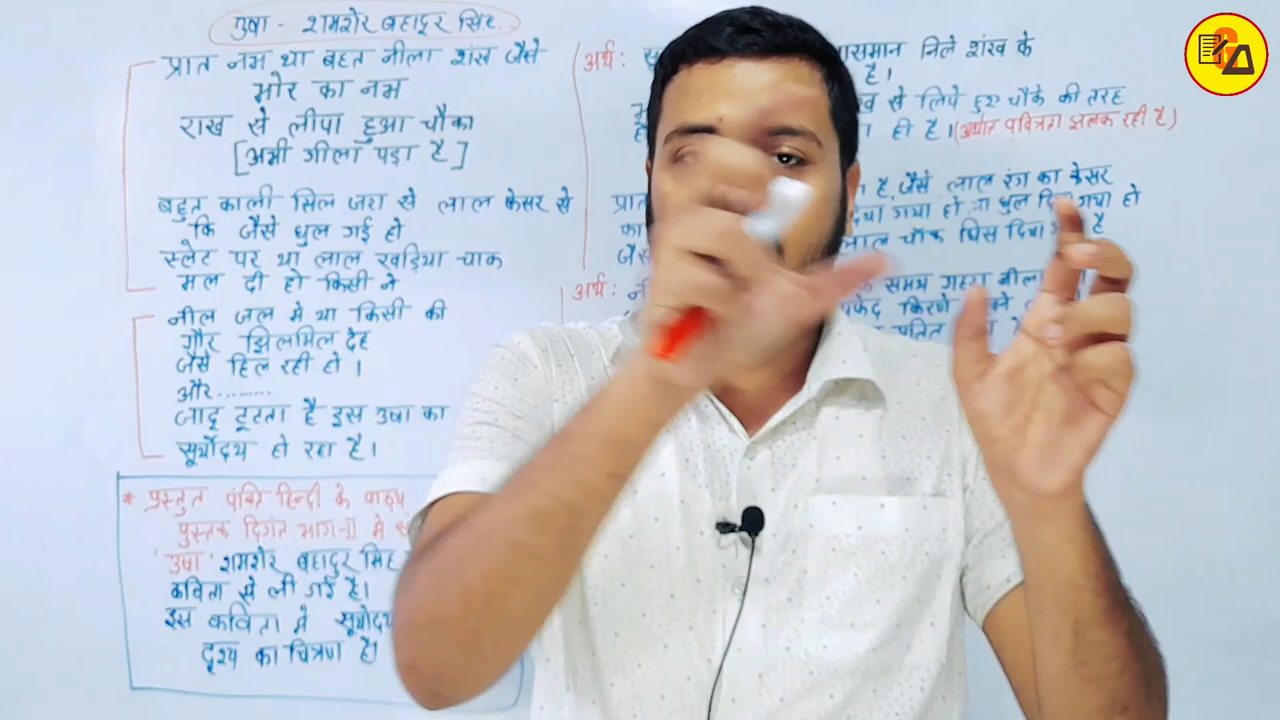 उषा - शमशेर बहादुर सिंह
प्रात नभ था बहुत नीला शंख जैसे
भोर का नभ
राख से लीपा हुआ चौका
[अभी गीला पड़ा है]
बहुत काली सिल जरा से लाल केसर से
कि जैसे धुल गई हो
स्लेट पर या लाल खड़िया चाक
मल दी हो किसी ने
नील जल में या किसी की
गौर झिलमिल देह
जैसे हिल रही हो ।
और........
जादू टूटता है इस उषा का
सूर्योदय हो रहा है।
* प्रस्तुत पंक्ति हिन्दी के पाठ्य
पुस्तक दिगंत भाग-II में
'उषा' शमशेर बहादुर सिंह
कविता से ली गई है।
इस कविता में सूर्योदय
दृश्य का चित्रण है।
अर्थ: निले शंख के
है।
से लिपे हुए चौके की तरह
ही है। (अर्थात पवित्रता झलक रही है)
है, जैसे लाल रंग का केसर
दिया गया हो या धुल दिया गया हो
लाल चॉक घिस दिया है
अर्थ: समय गहरा नीला
सफेद किरणे